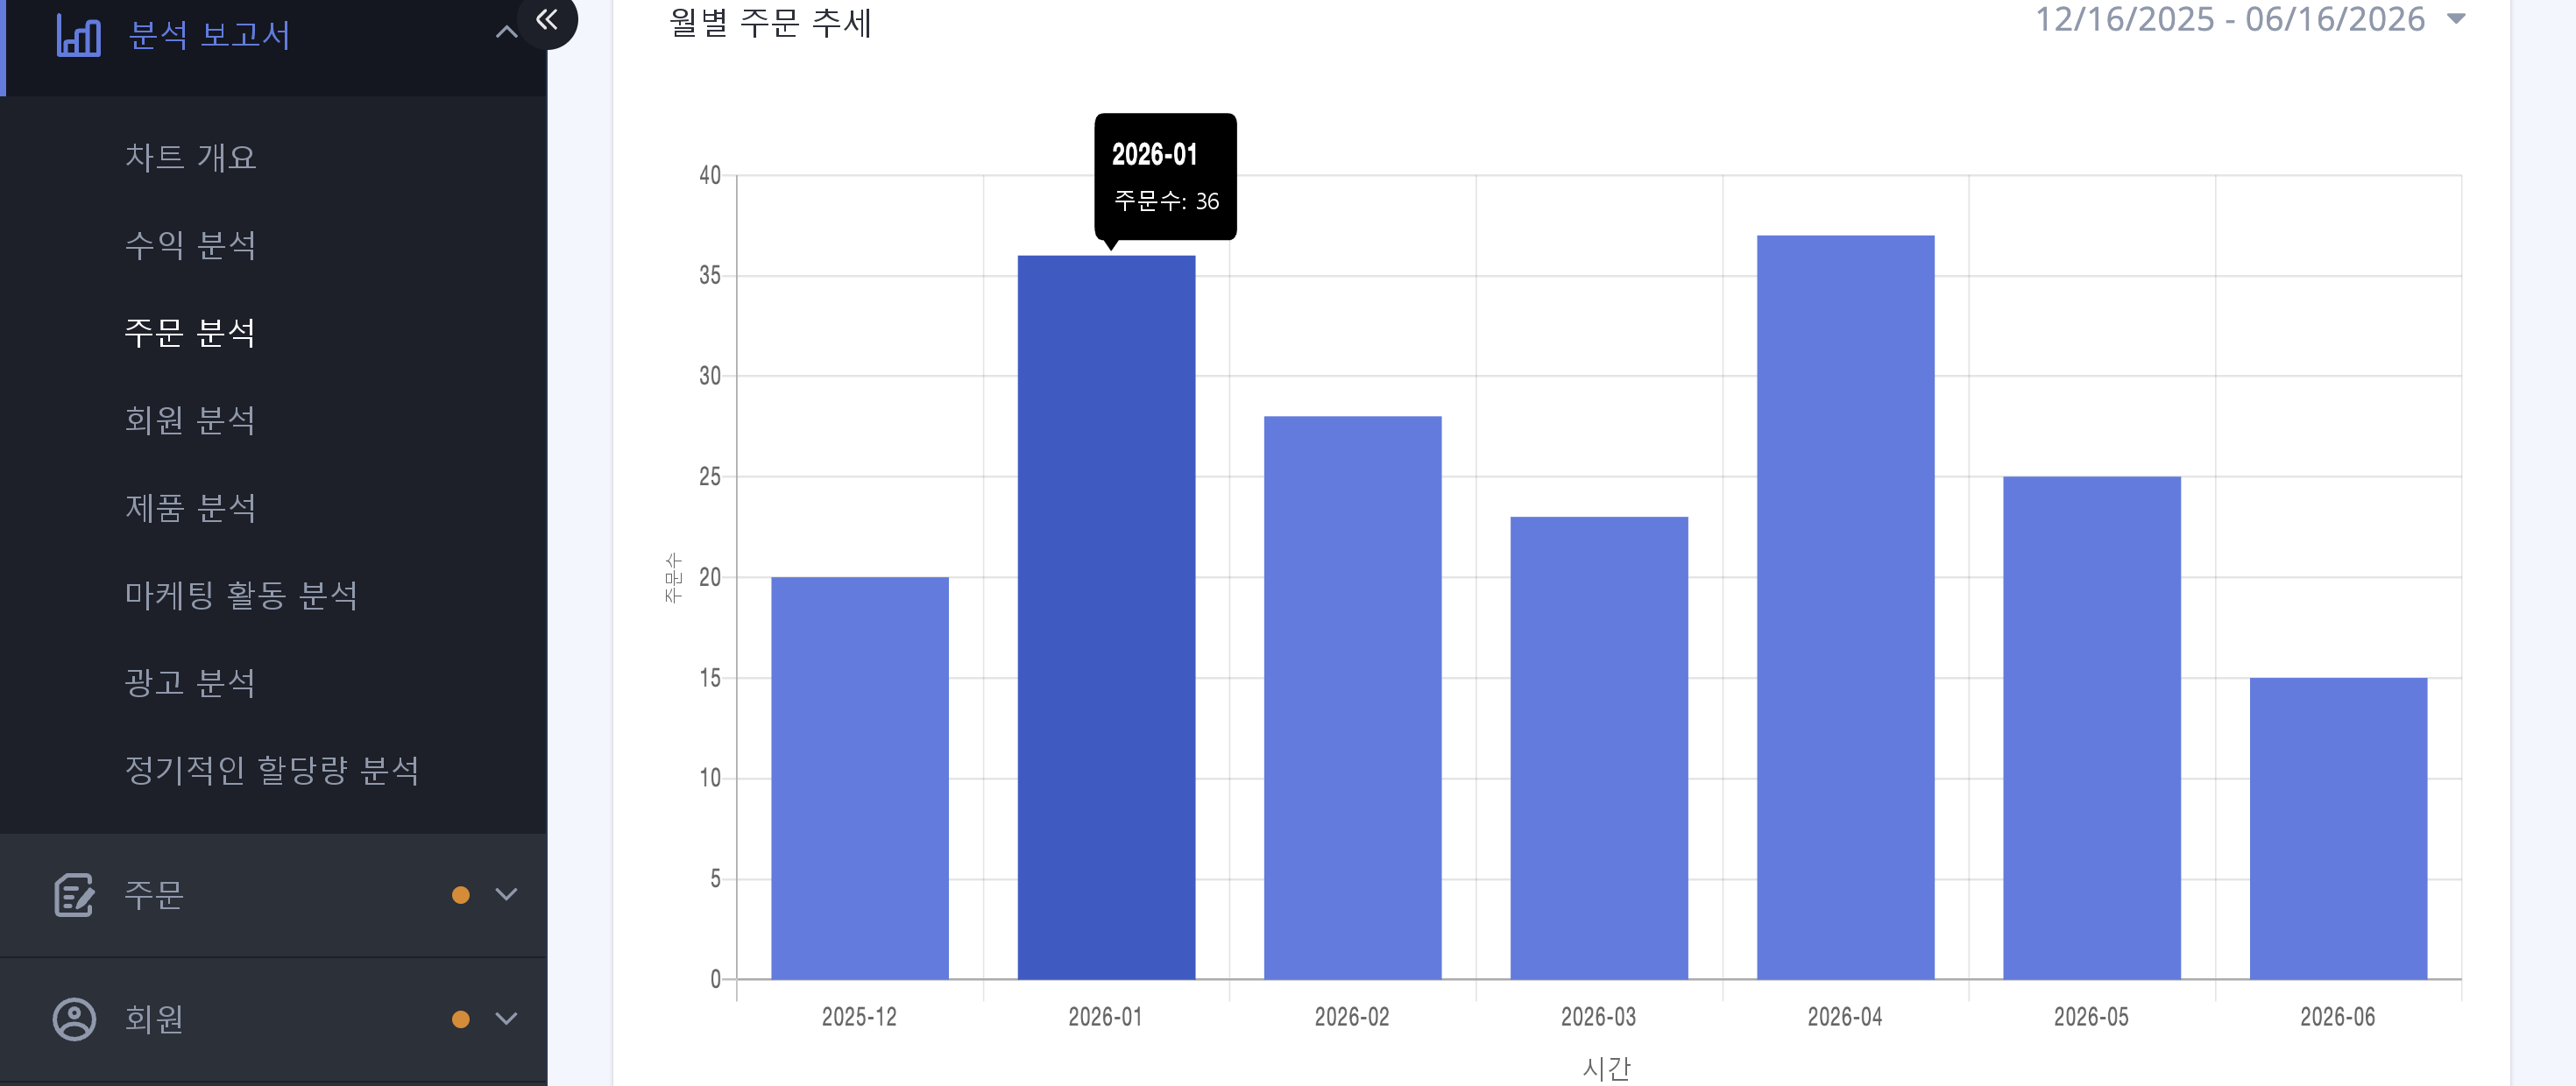 분석 보고서
차트 개요
수익 분석
주문 분석
회원 분석
제품 분석
마케팅 활동 분석
광고 분석
정기적인 할당량 분석
주문
회원
월별 주문 추세
12/16/2025 - 06/16/2026
2026-01
주문수: 36
40
35
30
25
20
15
10
5
0
주문수
2025-12
2026-01
2026-02
2026-03
2026-04
2026-05
2026-06
시간